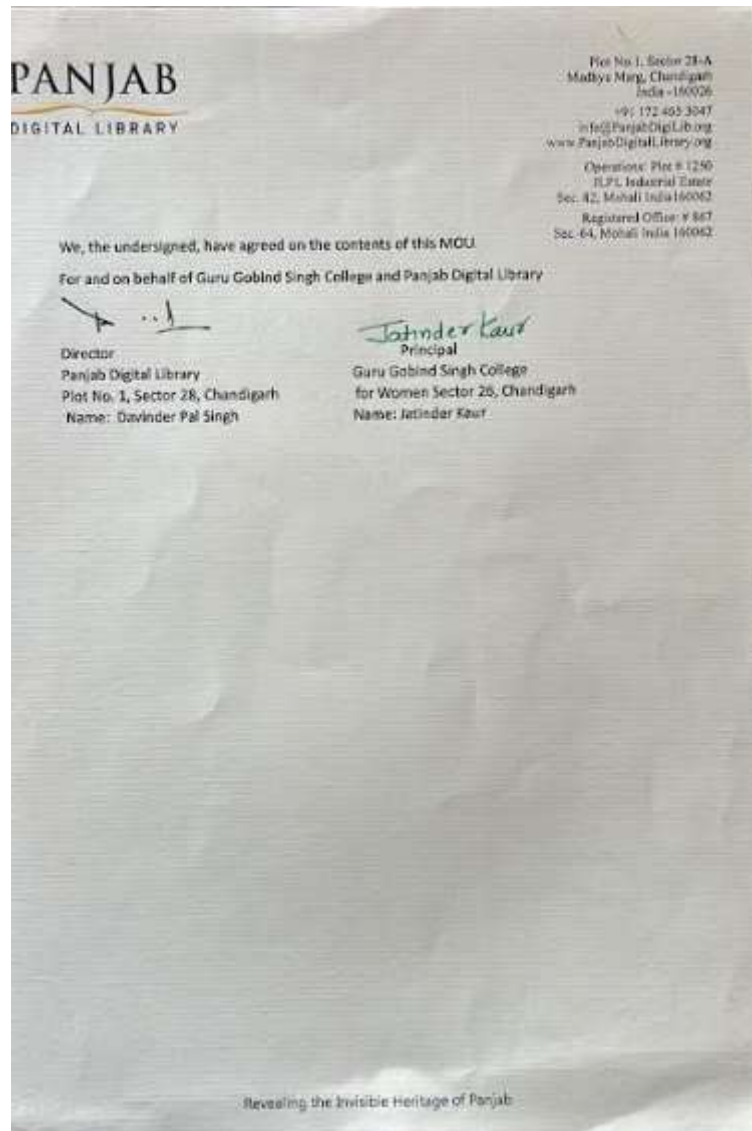 PANJAB
DIGITAL LIBRARY
Plot No 1, Sector 28-A
Madhya Marg, Chandigarh
India -160026
+91 172 465 3047
info@PanjabDigiLib.org
www.PanjabDigitalLibrary.org
Operations: Plot # 1250
Industrial Estate
Sec. 82, Mohali India 160062
Registered Office: # 867
Sec. 64, Mohali India 160062
We, the undersigned, have agreed on the contents of this MOU
For and on behalf of Guru Gobind Singh College and Panjab Digital Library
Jatinder Kaur
Director
Panjab Digital Library
Plot No. 1, Sector 28, Chandigarh
Name: Davinder Pal Singh
Principal
Guru Gobind Singh College
for Women Sector 26, Chandigarh
Name: Jatinder Kaur
Revealing the Invisible Heritage of Panjab